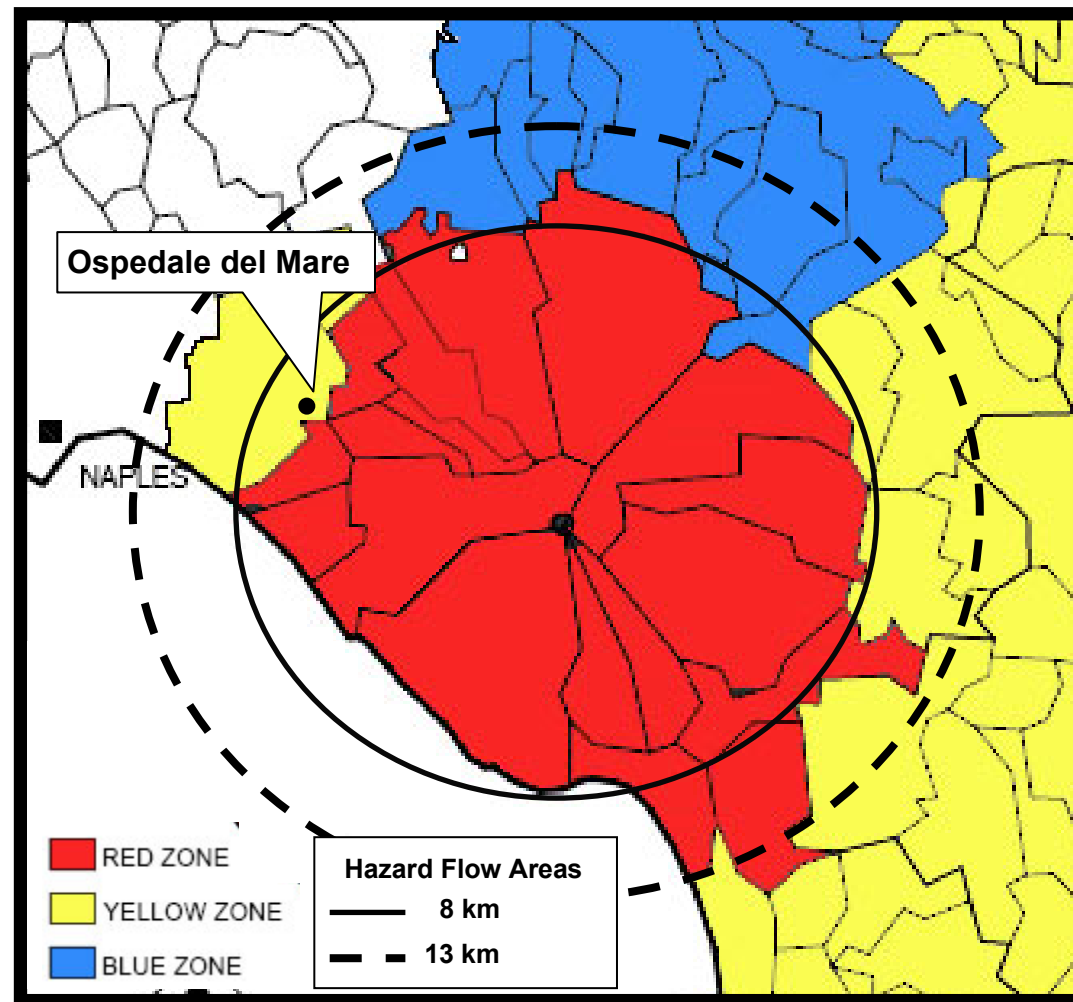 Ospedale del Mare
NAPLES
RED ZONE
YELLOW ZONE
BLUE ZONE
Hazard Flow Areas
8 km
13 km